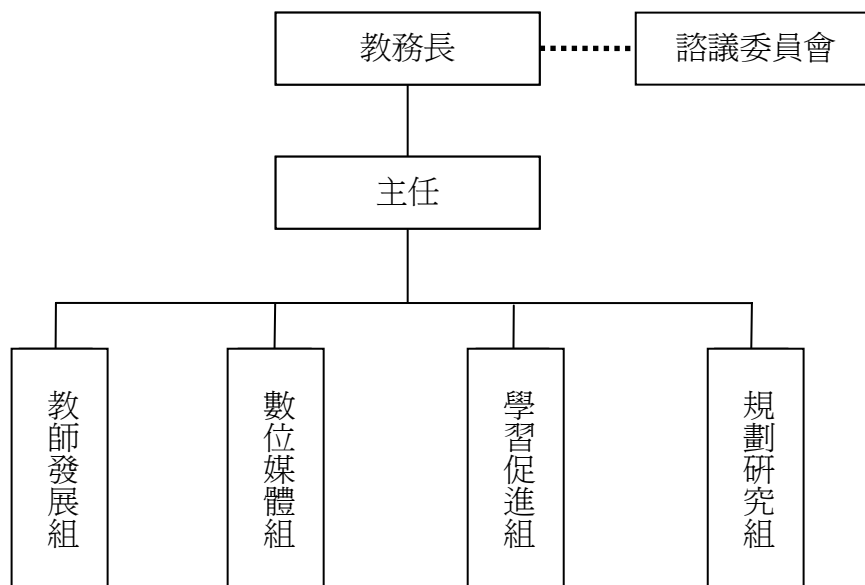 教務長
諮議委員會
主任
教師發展組
數位媒體組
學習促進組
規劃研究組